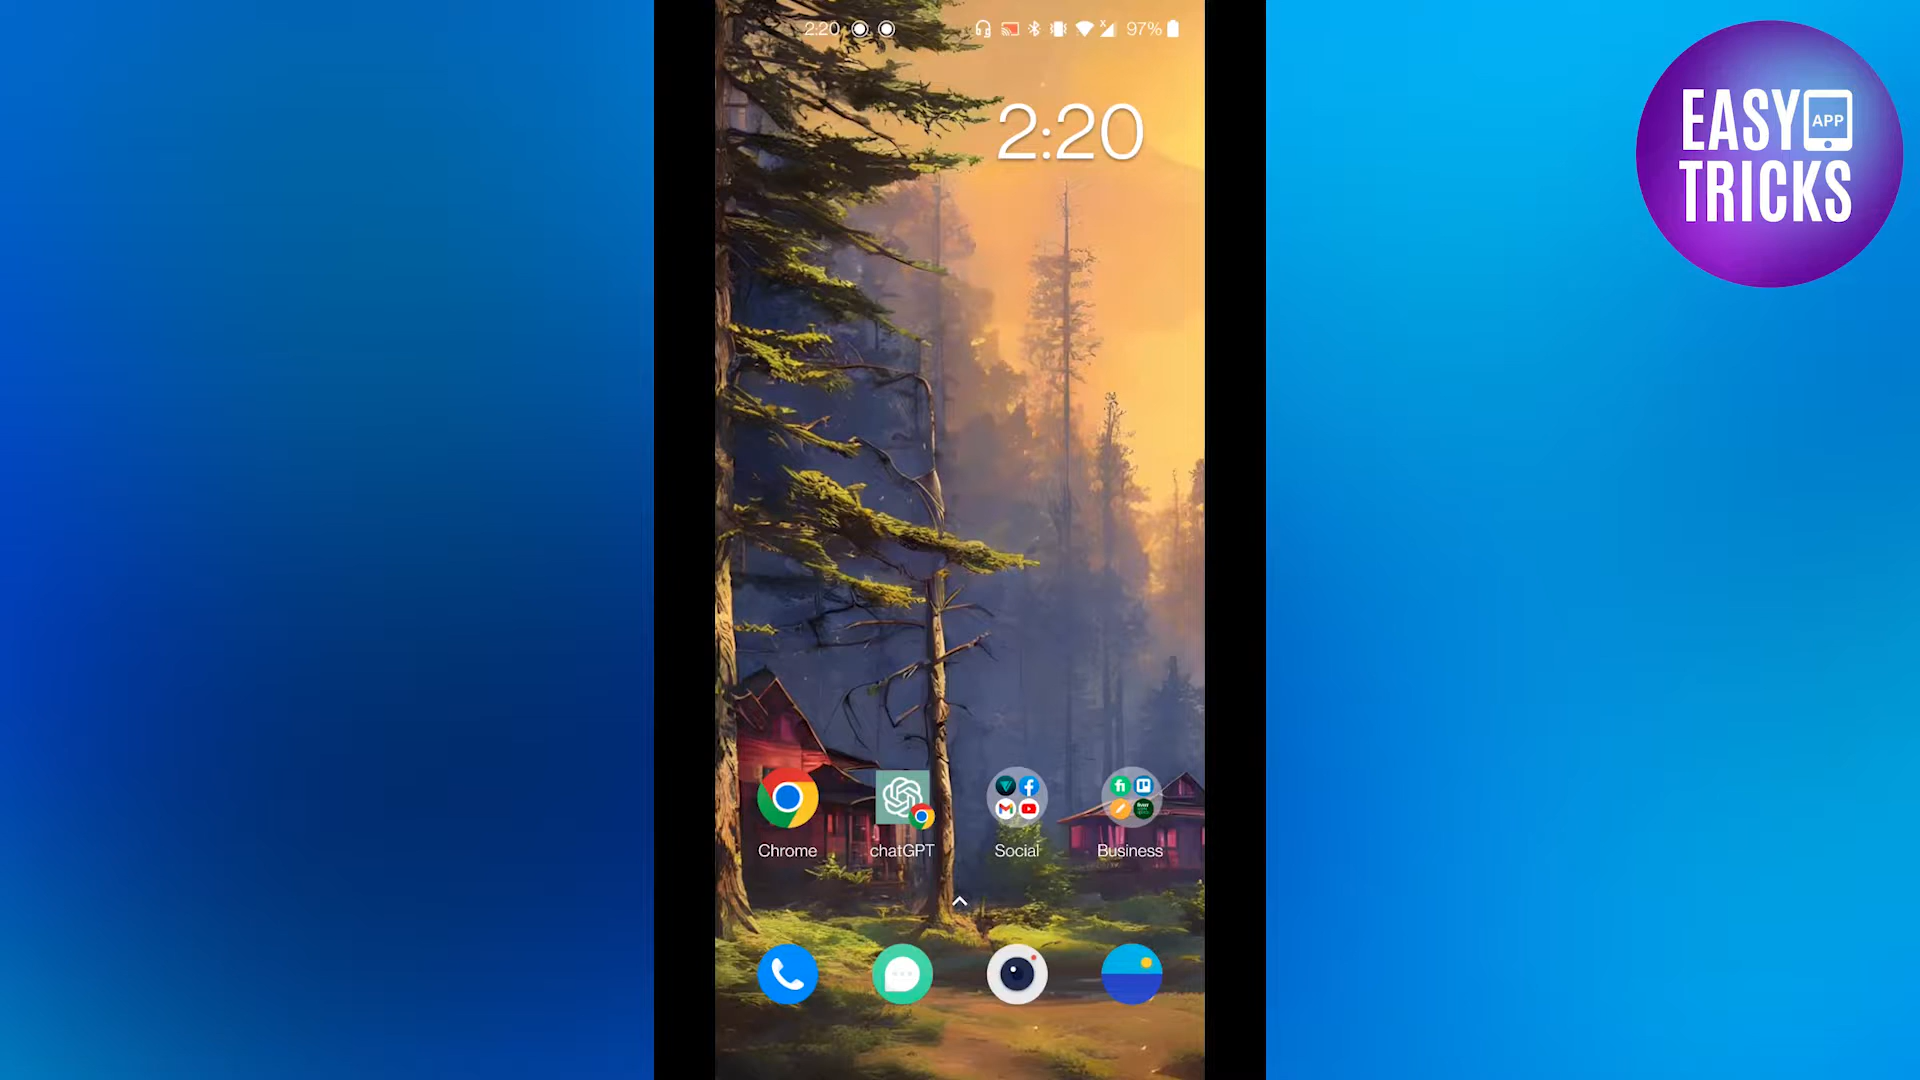 2:20
97%
2:20
EASY APP
TRICKS
Chrome
chatGPT
Social
Business